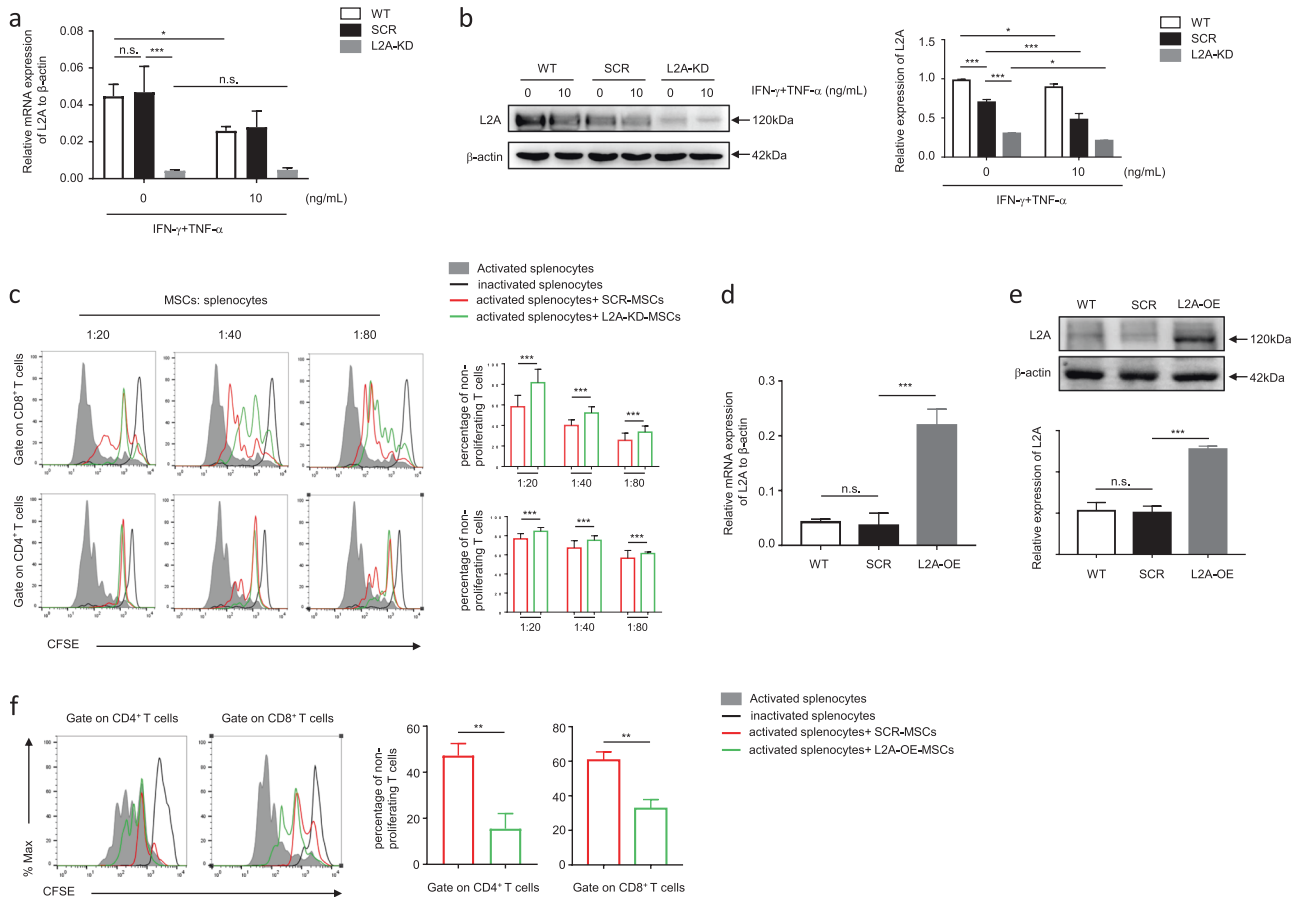 a
WT
SCR
L2A-KD
Relative mRNA expression
of L2A to β-actin
0.06
0.04
0.02
0.00
*
n.s.
***
n.s.
0
10
(ng/mL)
IFN-γ+TNF-α
b
WT
SCR
L2A-KD
0
10
0
10
0
10
IFN-γ+TNF-α (ng/mL)
L2A
120kDa
β-actin
42kDa
Relative expression of L2A
1.5
1.0
0.5
0.0
*
***
***
***
*
0
10
(ng/mL)
IFN-γ+TNF-α
WT
SCR
L2A-KD
c
Activated splenocytes
inactivated splenocytes
activated splenocytes+ SCR-MSCs
activated splenocytes+ L2A-KD-MSCs
MSCs: splenocytes
1:20
1:40
1:80
Gate on CD8⁺ T cells
Gate on CD4⁺ T cells
CFSE
percentage of non-
proliferating T cells
***
***
***
1:20
1:40
1:80
percentage of non-
proliferating T cells
***
***
***
1:20
1:40
1:80
d
Relative mRNA expression
of L2A to β-actin
0.3
0.2
0.1
0.0
n.s.
***
WT
SCR
L2A-OE
e
WT
SCR
L2A-OE
L2A
120kDa
β-actin
42kDa
Relative expression of L2A
n.s.
***
WT
SCR
L2A-OE
f
Gate on CD4⁺ T cells
Gate on CD8⁺ T cells
% Max
CFSE
percentage of non-
proliferating T cells
60
40
20
0
**
Gate on CD4⁺ T cells
80
60
40
20
0
**
Gate on CD8⁺ T cells
Activated splenocytes
inactivated splenocytes
activated splenocytes+ SCR-MSCs
activated splenocytes+ L2A-OE-MSCs